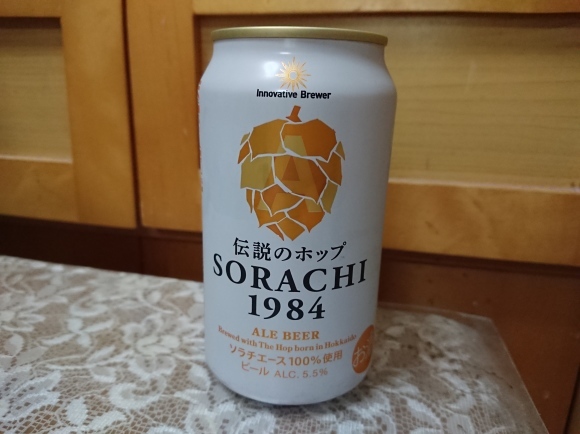 Innovative Brewer
伝説のホップ
SORACHI
1984
ALE BEER
Brewed with The Hop born in Hokkaido
ソラチエース100%使用
ビール ALC. 5.5%